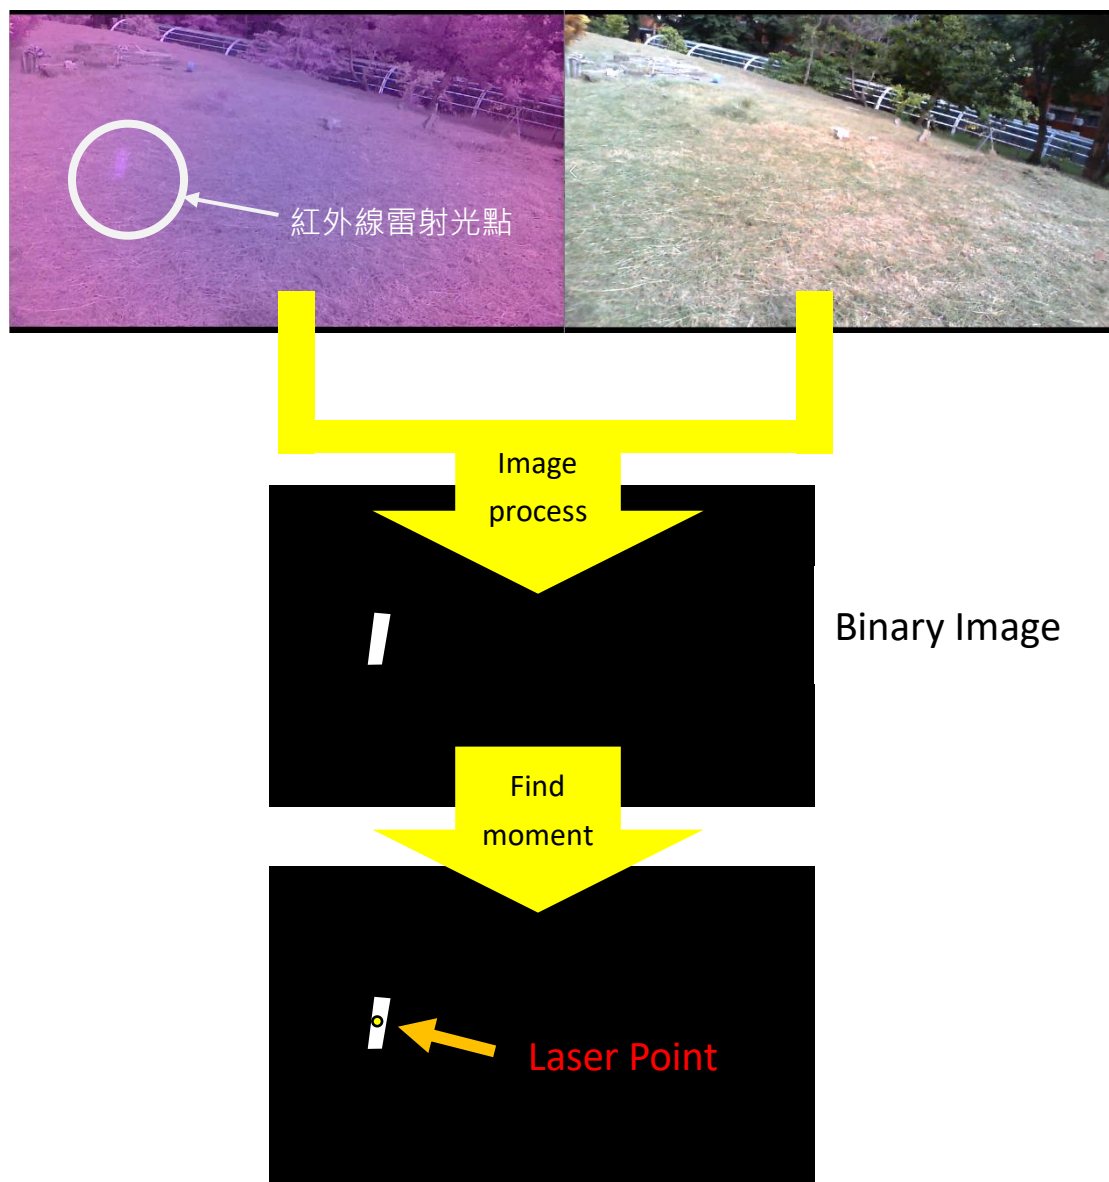 紅外線雷射光點
Image
process
Binary Image
Find
moment
Laser Point